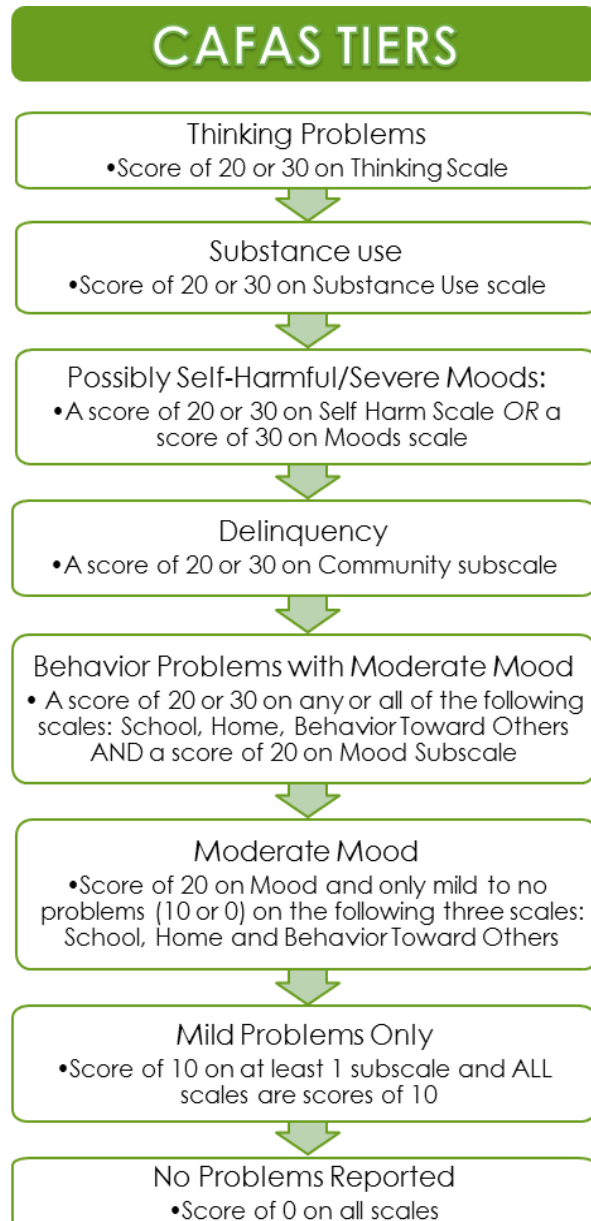 CAFAS TIERS
Thinking Problems
•Score of 20 or 30 on Thinking Scale
Substance use
•Score of 20 or 30 on Substance Use scale
Possibly Self-Harmful/Severe Moods:
•A score of 20 or 30 on Self Harm Scale OR a
score of 30 on Moods scale
Delinquency
•A score of 20 or 30 on Community subscale
Behavior Problems with Moderate Mood
• A score of 20 or 30 on any or all of the following
scales: School, Home, Behavior Toward Others
AND a score of 20 on Mood Subscale
Moderate Mood
•Score of 20 on Mood and only mild to no
problems (10 or 0) on the following three scales:
School, Home and Behavior Toward Others
Mild Problems Only
•Score of 10 on at least 1 subscale and ALL
scales are scores of 10
No Problems Reported
•Score of 0 on all scales